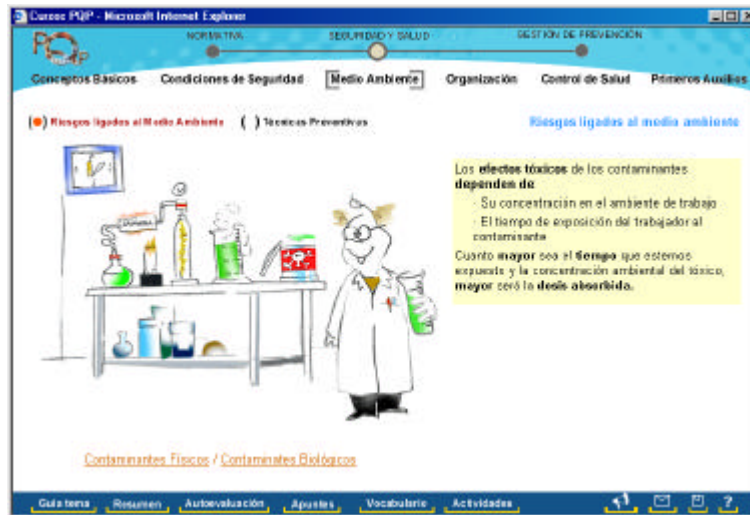 Cursos PQP - Microsoft Internet Explorer
PQP
NORMATIVA SEGURIDAD Y SALUD GESTIÓN DE PREVENCIÓN
Conceptos Básicos Condiciones de Seguridad Medio Ambiente Organización Control de Salud Primeros Auxilios
Riesgos ligados al Medio Ambiente Técnicas Preventivas Riesgos ligados al medio ambiente
Los efectos tóxicos de los contaminantes
dependen de
· Su concentración en el ambiente de trabajo
· El tiempo de exposición del trabajador al
contaminante
Cuanto mayor sea el tiempo que estemos
expuesto y la concentración ambiental del tóxico,
mayor será la dosis absorbida.
Contaminantes Físicos / Contaminates Biológicos
Guía tema Resumen Autoevaluación Apuntes Vocabulario Actividades ?